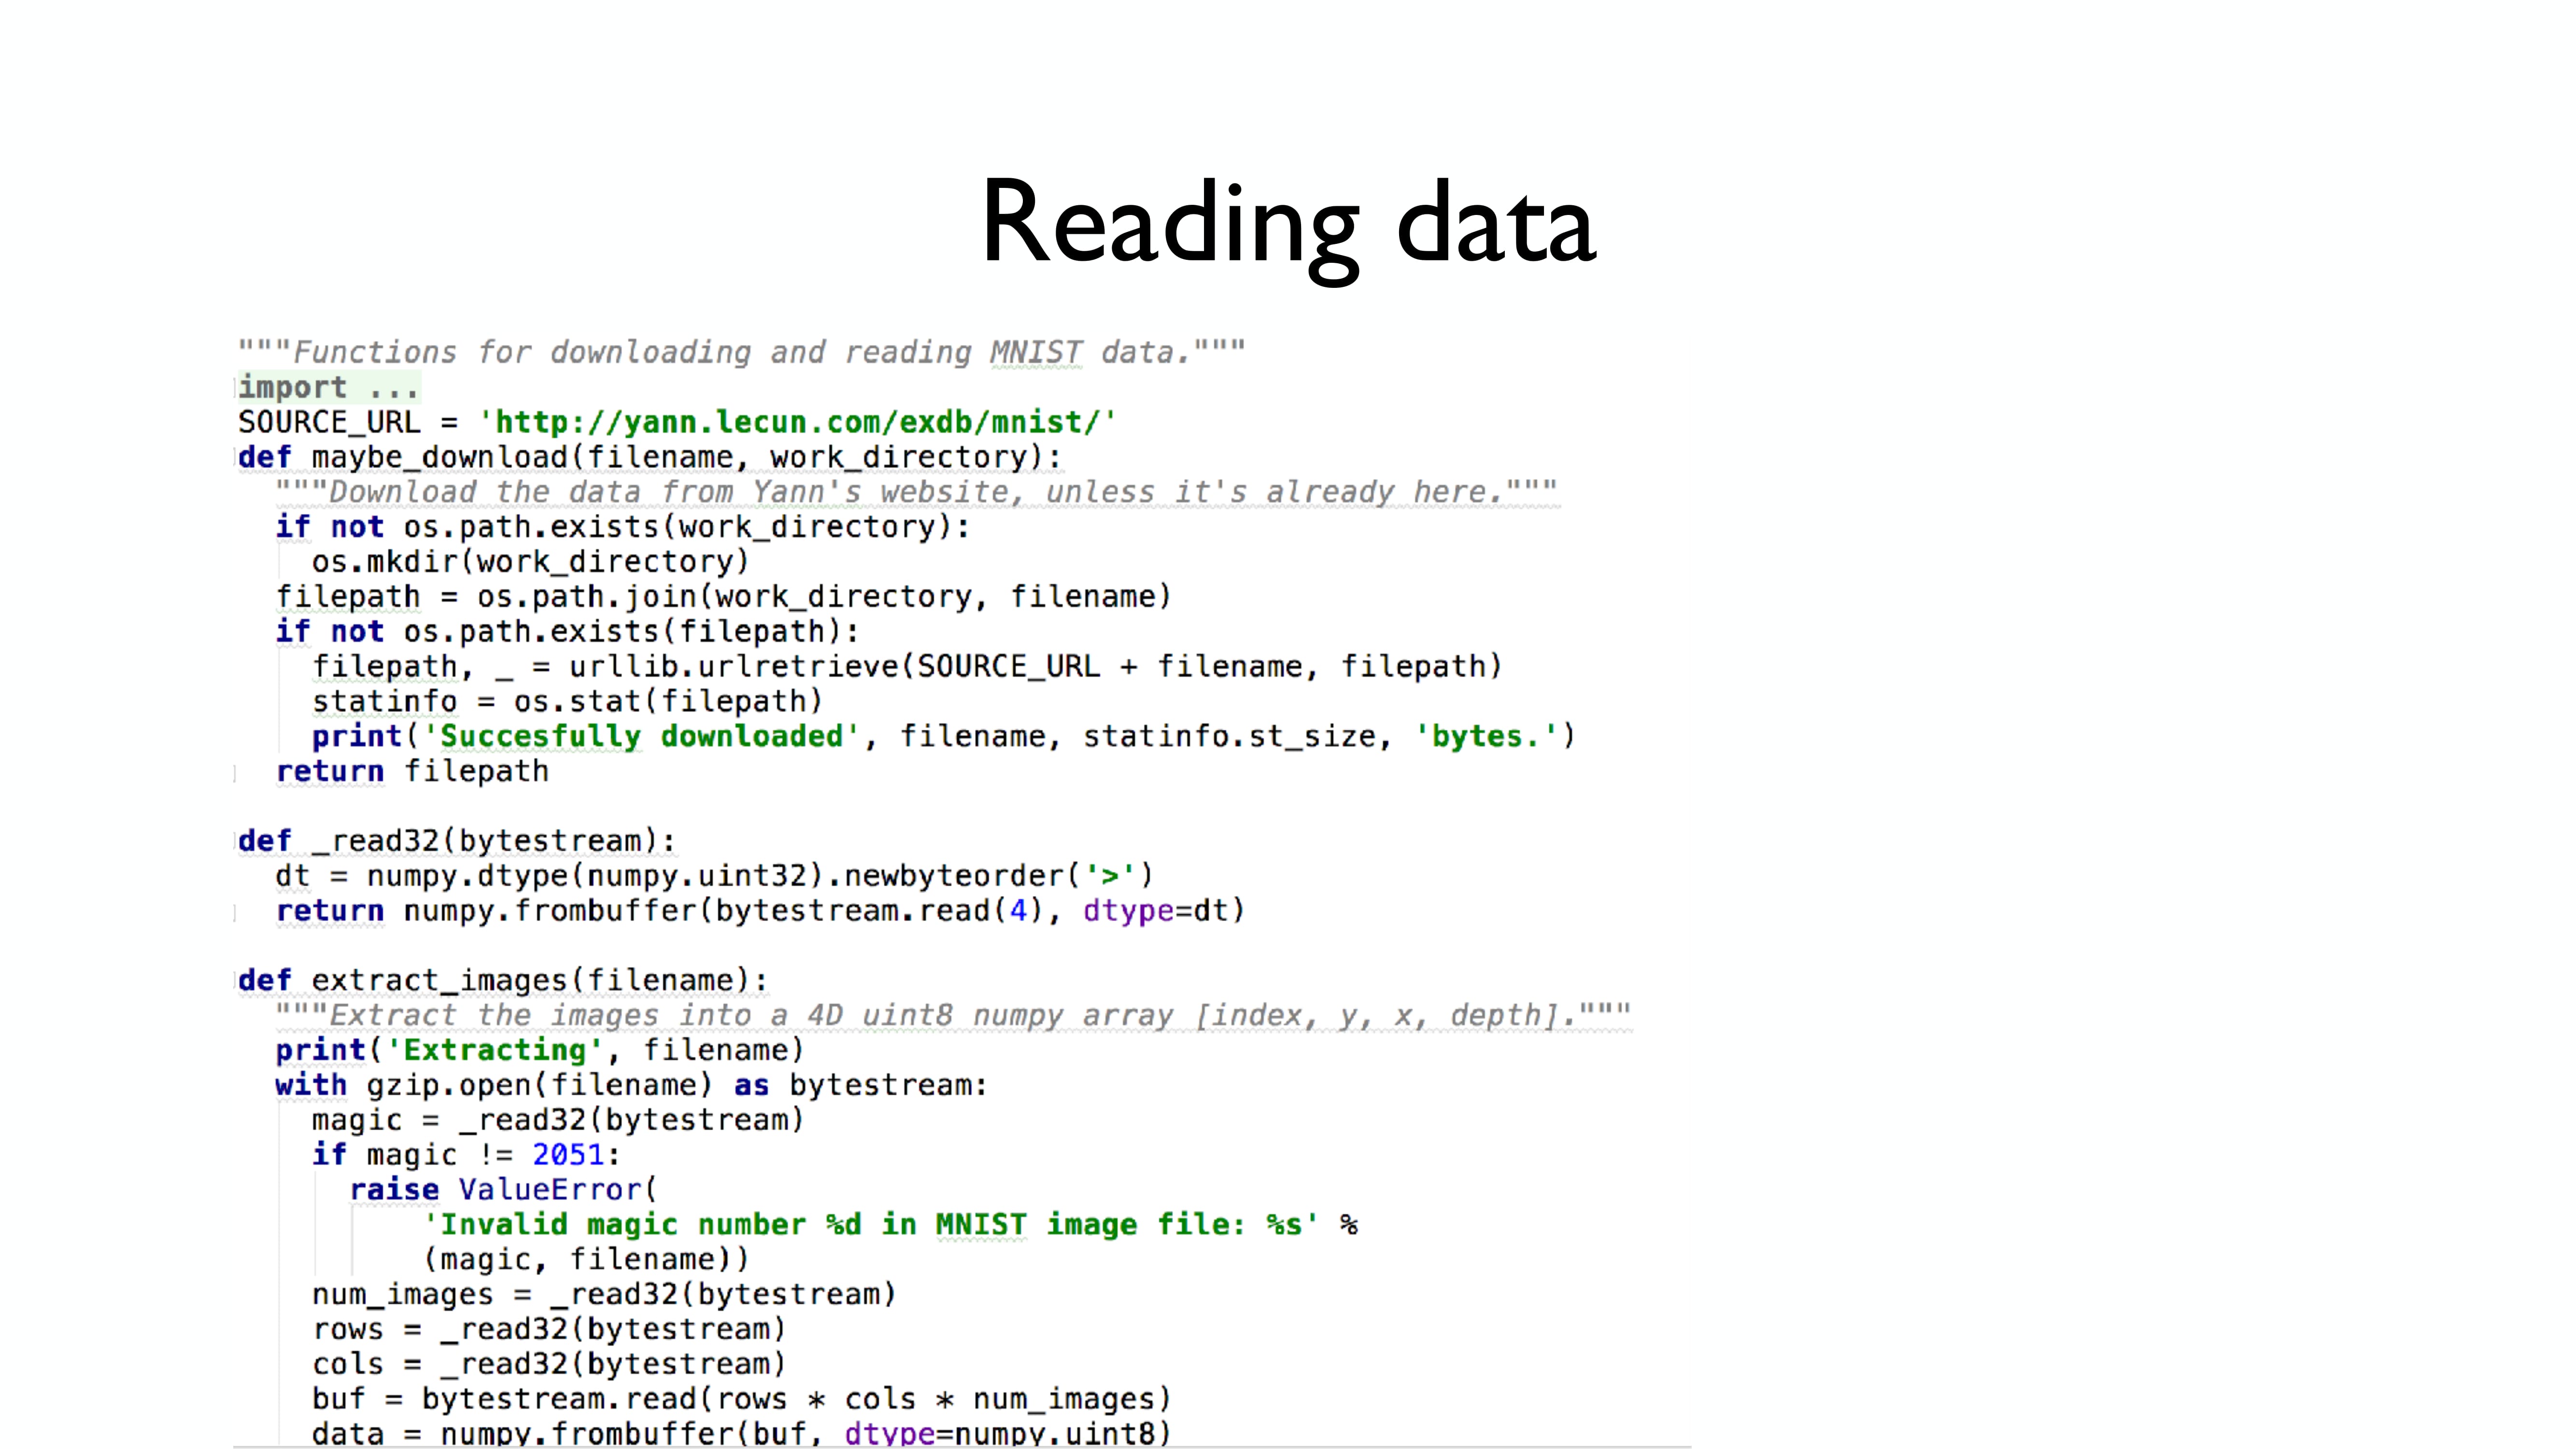 Reading data
"""Functions for downloading and reading MNIST data."""
import ...
SOURCE_URL = 'http://yann.lecun.com/exdb/mnist/'
def maybe_download(filename, work_directory):
  """Download the data from Yann's website, unless it's already here."""
  if not os.path.exists(work_directory):
    os.mkdir(work_directory)
  filepath = os.path.join(work_directory, filename)
  if not os.path.exists(filepath):
    filepath, _ = urllib.urlretrieve(SOURCE_URL + filename, filepath)
    statinfo = os.stat(filepath)
    print('Succesfully downloaded', filename, statinfo.st_size, 'bytes.')
  return filepath

def _read32(bytestream):
  dt = numpy.dtype(numpy.uint32).newbyteorder('>')
  return numpy.frombuffer(bytestream.read(4), dtype=dt)

def extract_images(filename):
  """Extract the images into a 4D uint8 numpy array [index, y, x, depth]."""
  print('Extracting', filename)
  with gzip.open(filename) as bytestream:
    magic = _read32(bytestream)
    if magic != 2051:
      raise ValueError(
          'Invalid magic number %d in MNIST image file: %s' %
          (magic, filename))
    num_images = _read32(bytestream)
    rows = _read32(bytestream)
    cols = _read32(bytestream)
    buf = bytestream.read(rows * cols * num_images)
    data = numpy.frombuffer(buf, dtype=numpy.uint8)